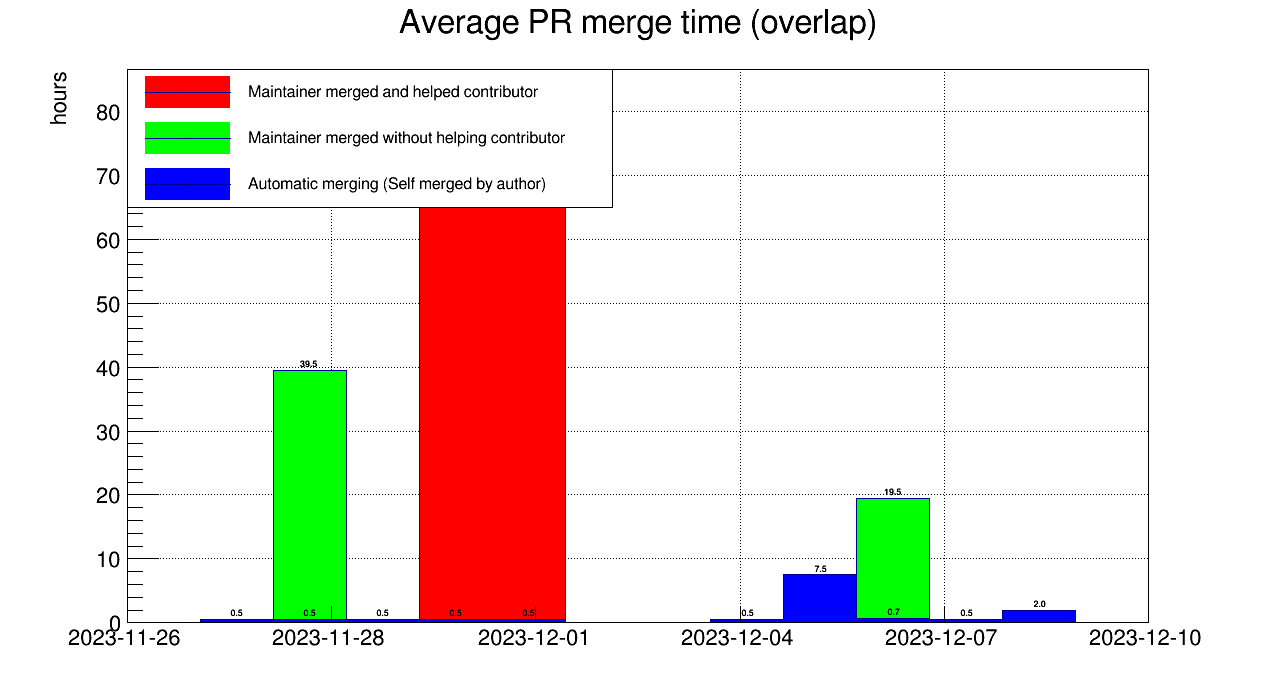 Average PR merge time (overlap)
hours
Maintainer merged and helped contributor
Maintainer merged without helping contributor
Automatic merging (Self merged by author)
80
70
60
50
40
30
20
10
0
39.5
19.5
7.5
2.0
0.5 0.5 0.5 0.5 0.5 0.5 0.7 0.5
2023-11-26 2023-11-28 2023-12-01 2023-12-04 2023-12-07 2023-12-10